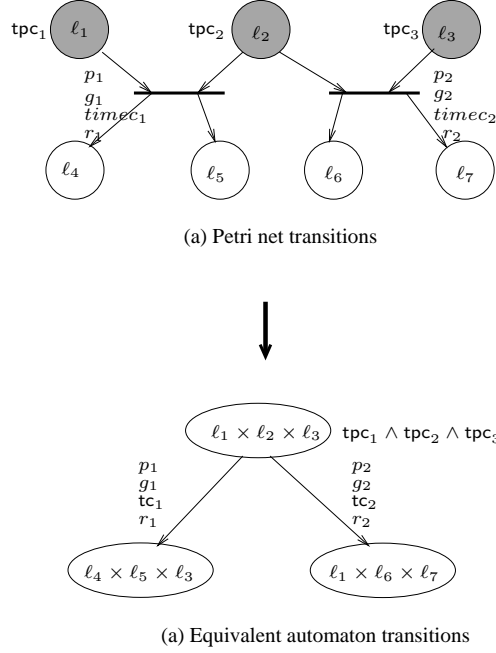 tpc₁ ℓ₁ tpc₂ ℓ₂ tpc₃ ℓ₃
p₁ p₂
g₁ g₂
timec₁ timec₂
r₁ r₂
ℓ₄ ℓ₅ ℓ₆ ℓ₇
(a) Petri net transitions
ℓ₁ × ℓ₂ × ℓ₃ tpc₁ ∧ tpc₂ ∧ tpc₃
p₁ p₂
g₁ g₂
tc₁ tc₂
r₁ r₂
ℓ₄ × ℓ₅ × ℓ₃ ℓ₁ × ℓ₆ × ℓ₇
(a) Equivalent automaton transitions